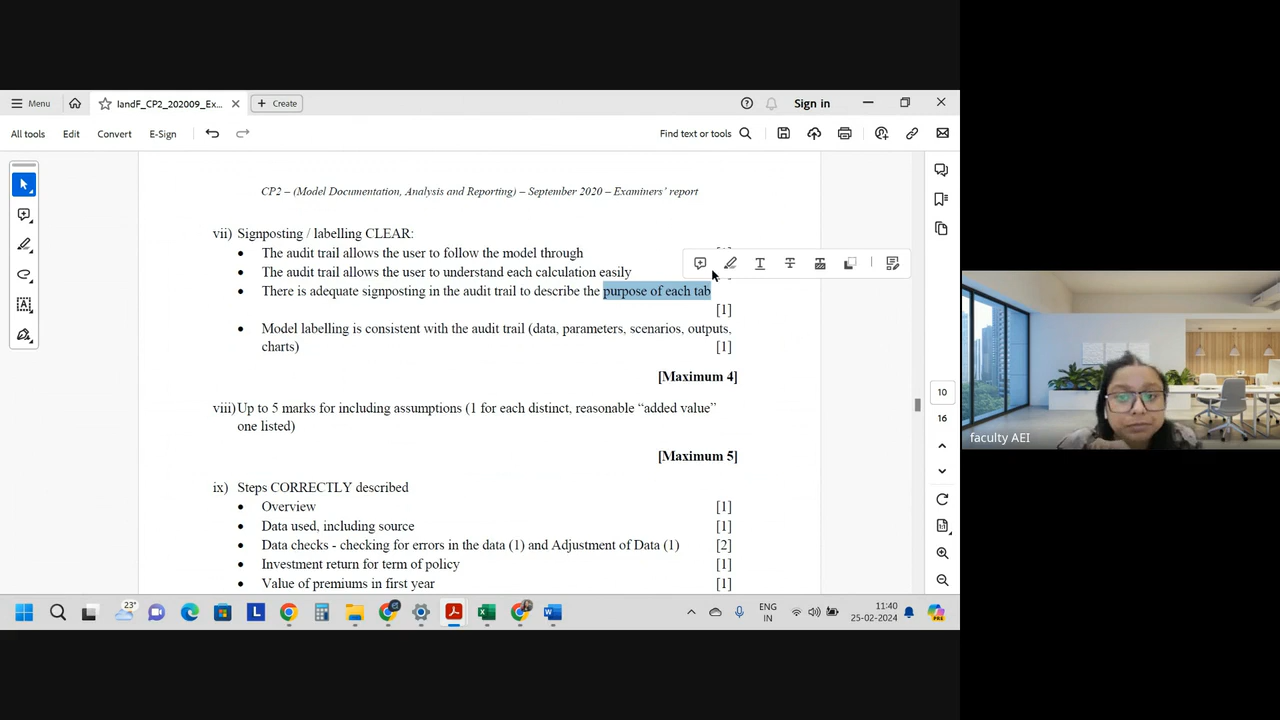 Menu
IandF_CP2_202009_Ex...
Create
Sign in
All tools
Edit
Convert
E-Sign
Find text or tools
CP2 – (Model Documentation, Analysis and Reporting) – September 2020 – Examiners’ report
vii) Signposting / labelling CLEAR:
• The audit trail allows the user to follow the model through
• The audit trail allows the user to understand each calculation easily
• There is adequate signposting in the audit trail to describe the purpose of each tab
[1]
• Model labelling is consistent with the audit trail (data, parameters, scenarios, outputs,
charts) [1]
[Maximum 4]
viii)Up to 5 marks for including assumptions (1 for each distinct, reasonable “added value”
one listed)
[Maximum 5]
ix) Steps CORRECTLY described
• Overview [1]
• Data used, including source [1]
• Data checks - checking for errors in the data (1) and Adjustment of Data (1) [2]
• Investment return for term of policy [1]
• Value of premiums in first year [1]
10
16
faculty AEI
23°
ENG
IN
11:40
25-02-2024